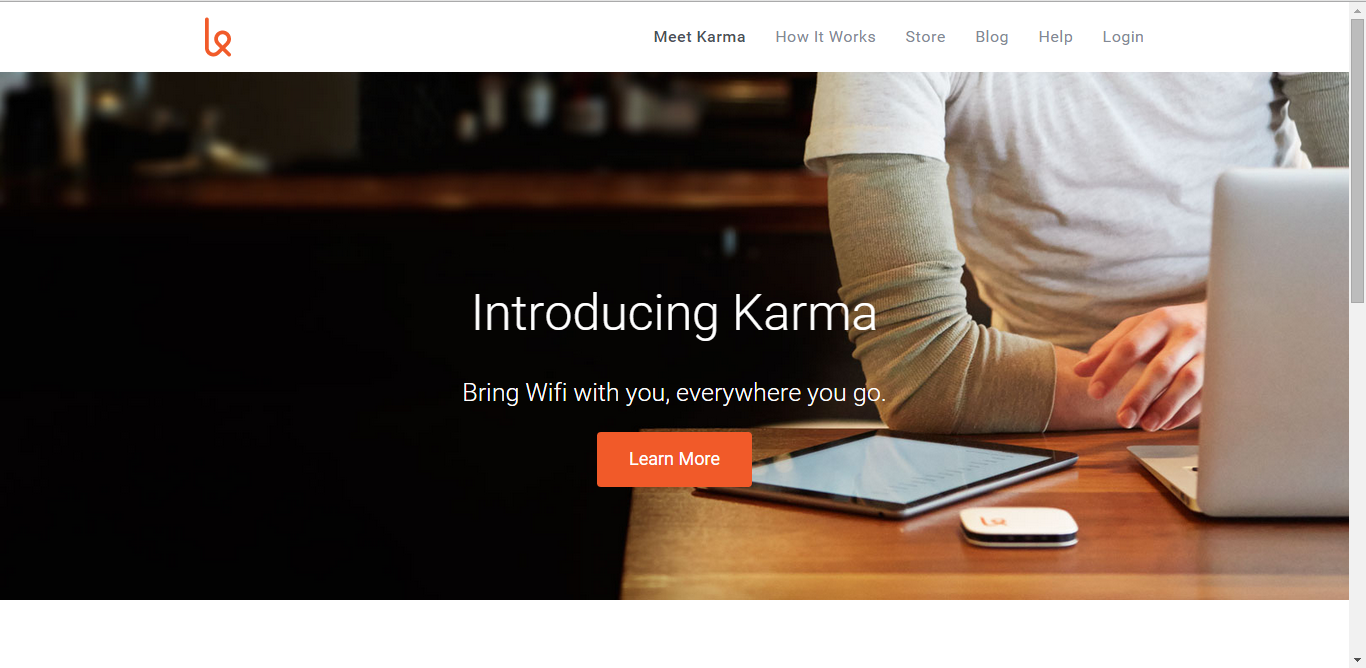 Meet Karma How It Works Store Blog Help Login
Introducing Karma
Bring Wifi with you, everywhere you go.
Learn More